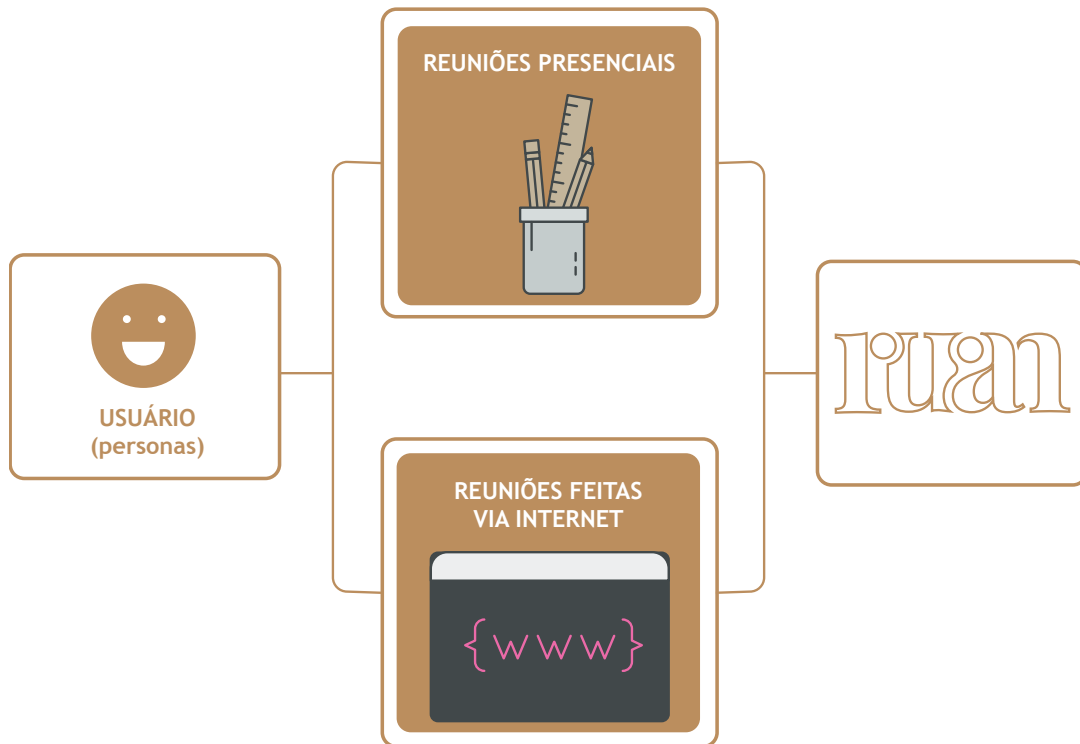 REUNIÕES PRESENCIAIS
USUÁRIO
(personas)
ruan
REUNIÕES FEITAS
VIA INTERNET
{www}